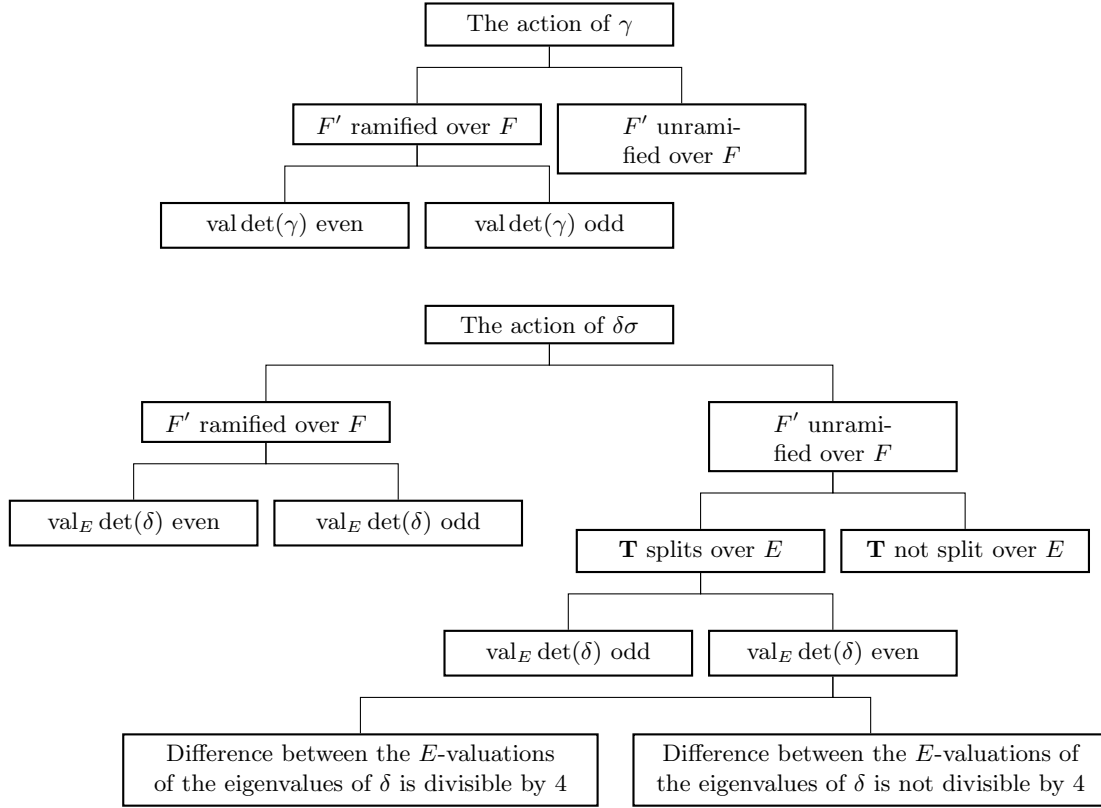 The action of γ
F′ ramified over F
F′ unrami-
fied over F
val det(γ) even
val det(γ) odd
The action of δσ
F′ ramified over F
F′ unrami-
fied over F
val_E det(δ) even
val_E det(δ) odd
T splits over E
T not split over E
val_E det(δ) odd
val_E det(δ) even
Difference between the E-valuations
of the eigenvalues of δ is divisible by 4
Difference between the E-valuations of
the eigenvalues of δ is not divisible by 4